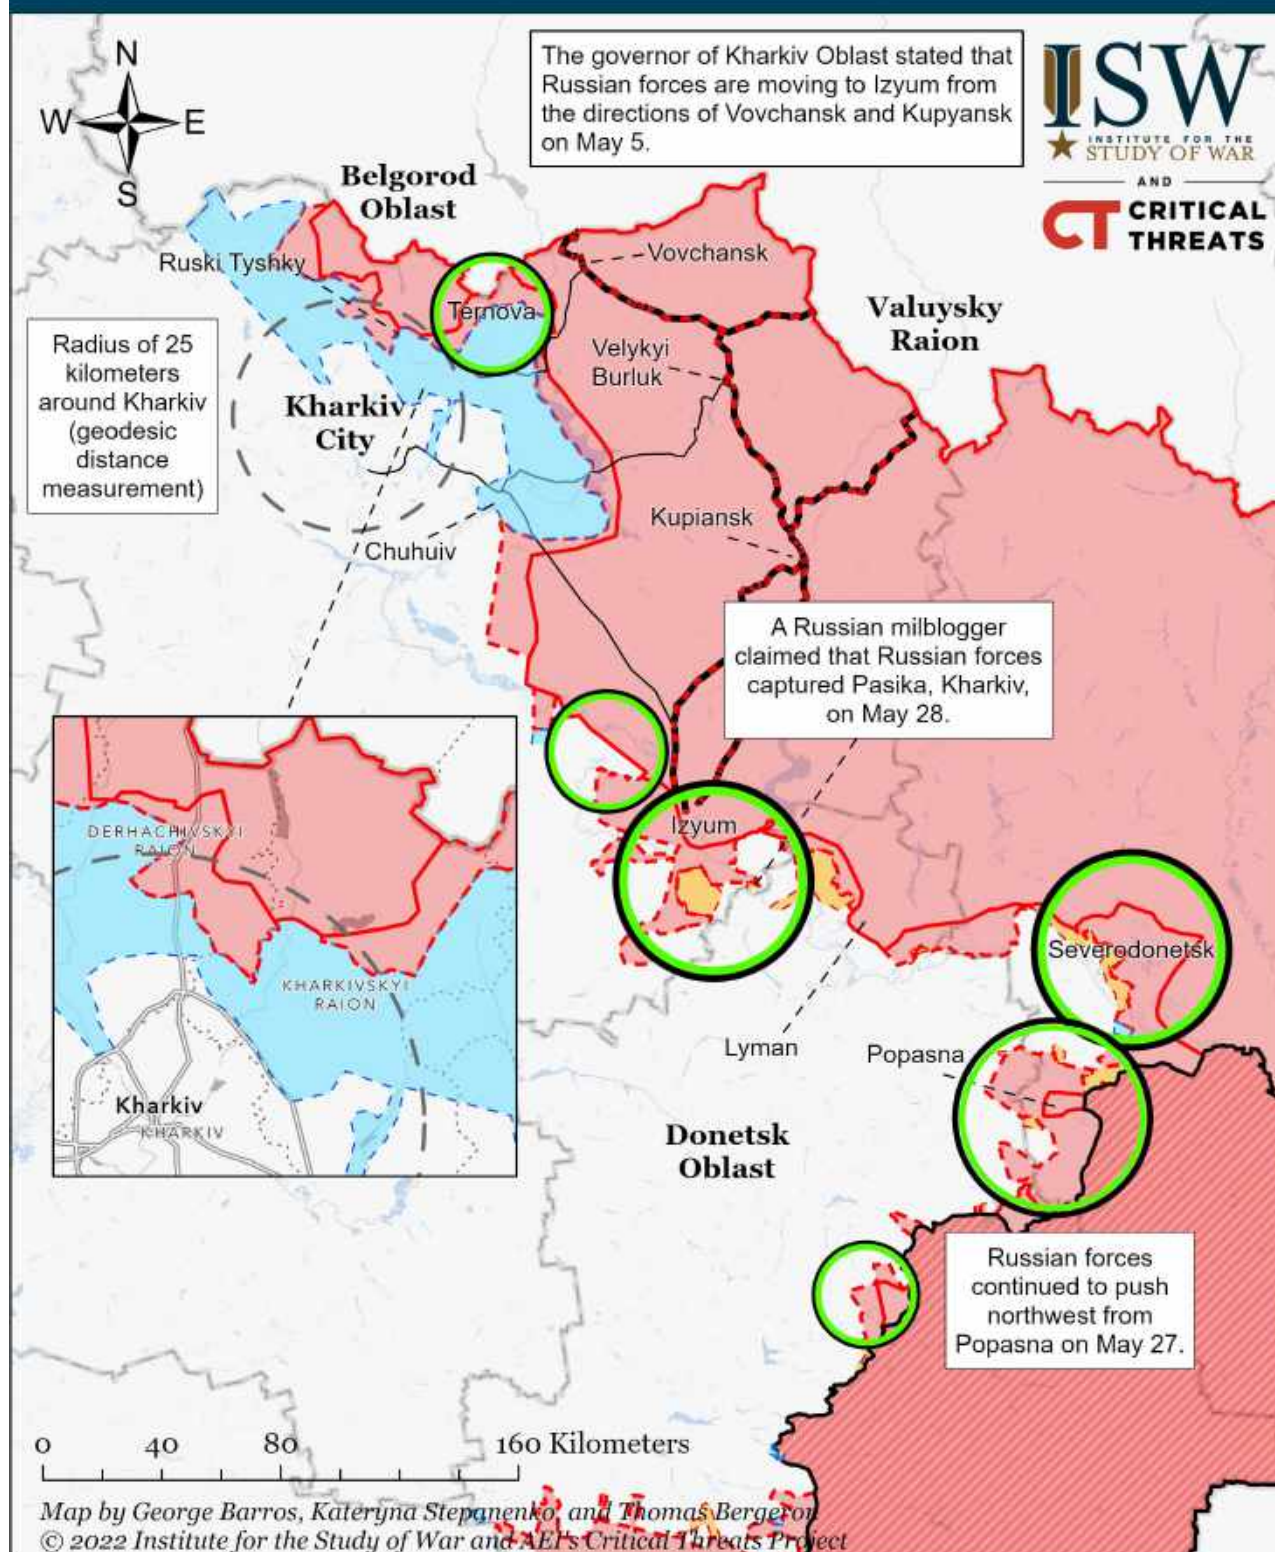 N
W
E
S
The governor of Kharkiv Oblast stated that
Russian forces are moving to Izyum from
the directions of Vovchansk and Kupyansk
on May 5.
ISW
INSTITUTE FOR THE
STUDY OF WAR
AND
CT CRITICAL
THREATS
Belgorod
Oblast
Ruski Tyshky
Ternova
Vovchansk
Valuysky
Raion
Radius of 25
kilometers
around Kharkiv
(geodesic
distance
measurement)
Velykyi
Burluk
Kharkiv
City
Kupiansk
Chuhuiv
A Russian milblogger
claimed that Russian forces
captured Pasika, Kharkiv,
on May 28.
DERHACHIVSKYI
RAION
KHARKIVSKYI
RAION
Kharkiv
KHARKIV
Izyum
Severodonetsk
Lyman
Popasna
Donetsk
Oblast
Russian forces
continued to push
northwest from
Popasna on May 27.
0 40 80 160 Kilometers
Map by George Barros, Kateryna Stepanenko, and Thomas Bergeron
© 2022 Institute for the Study of War and AEI's Critical Threats Project